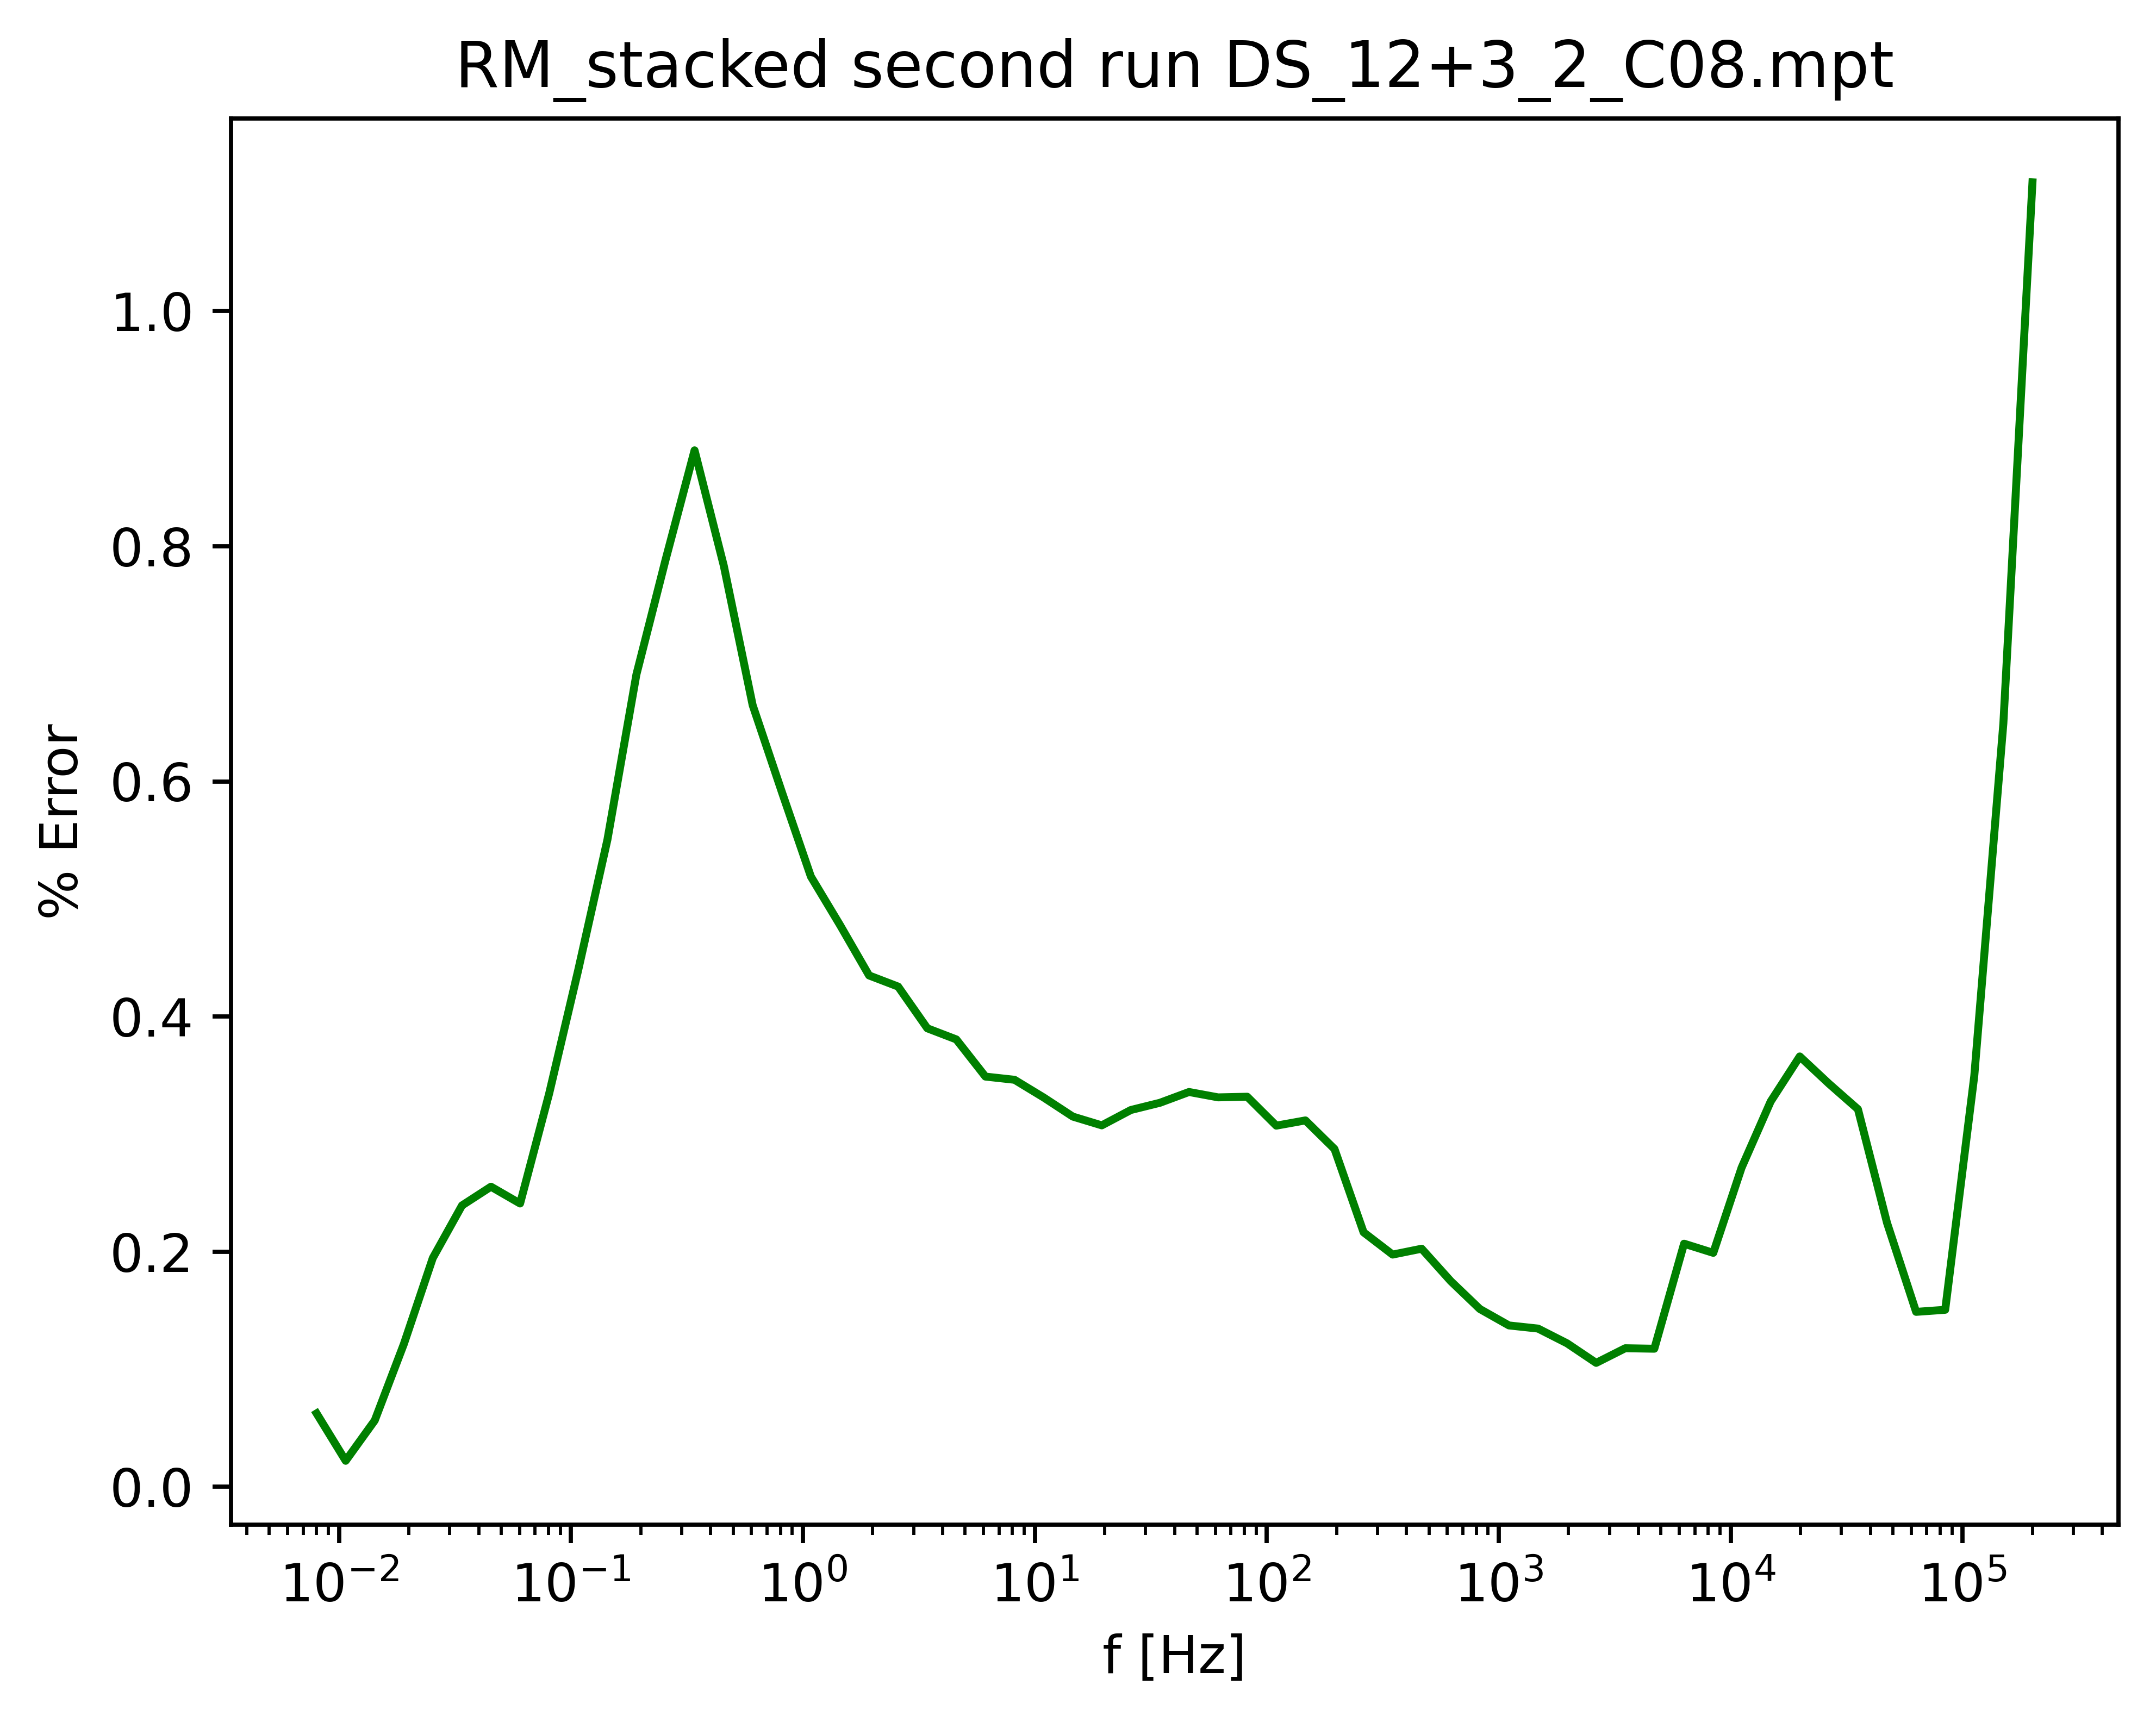 RM_stacked second run DS_12+3_2_C08.mpt
% Error
1.0
0.8
0.6
0.4
0.2
0.0
10⁻² 10⁻¹ 10⁰ 10¹ 10² 10³ 10⁴ 10⁵
f [Hz]